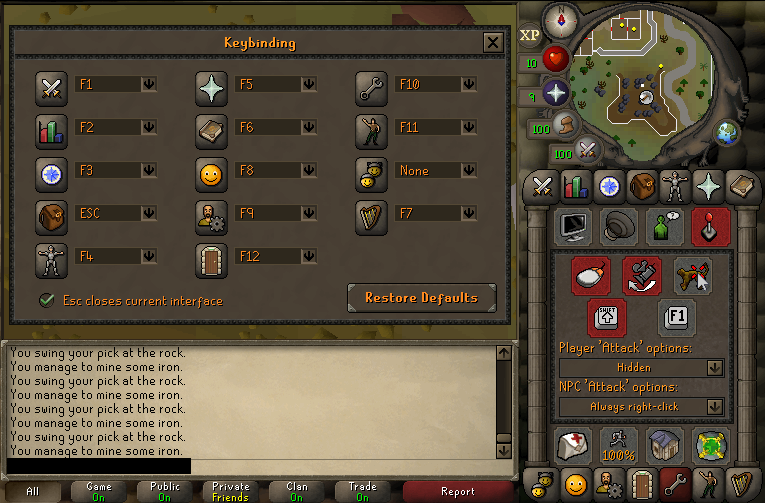 Keybinding
F1
F5
F10
F2
F6
F11
F3
F8
None
ESC
F9
F7
F4
F12
Esc closes current interface
Restore Defaults
You swing your pick at the rock.
You manage to mine some iron.
You swing your pick at the rock.
You manage to mine some iron.
You swing your pick at the rock.
You manage to mine some iron.
You swing your pick at the rock.
You manage to mine some iron.
All
Game
On
Public
On
Private
Friends
Clan
On
Trade
On
Report
XP
10
9
100
100
SHIFT
F1
Player 'Attack' options:
Hidden
NPC 'Attack' options:
Always right-click
100%